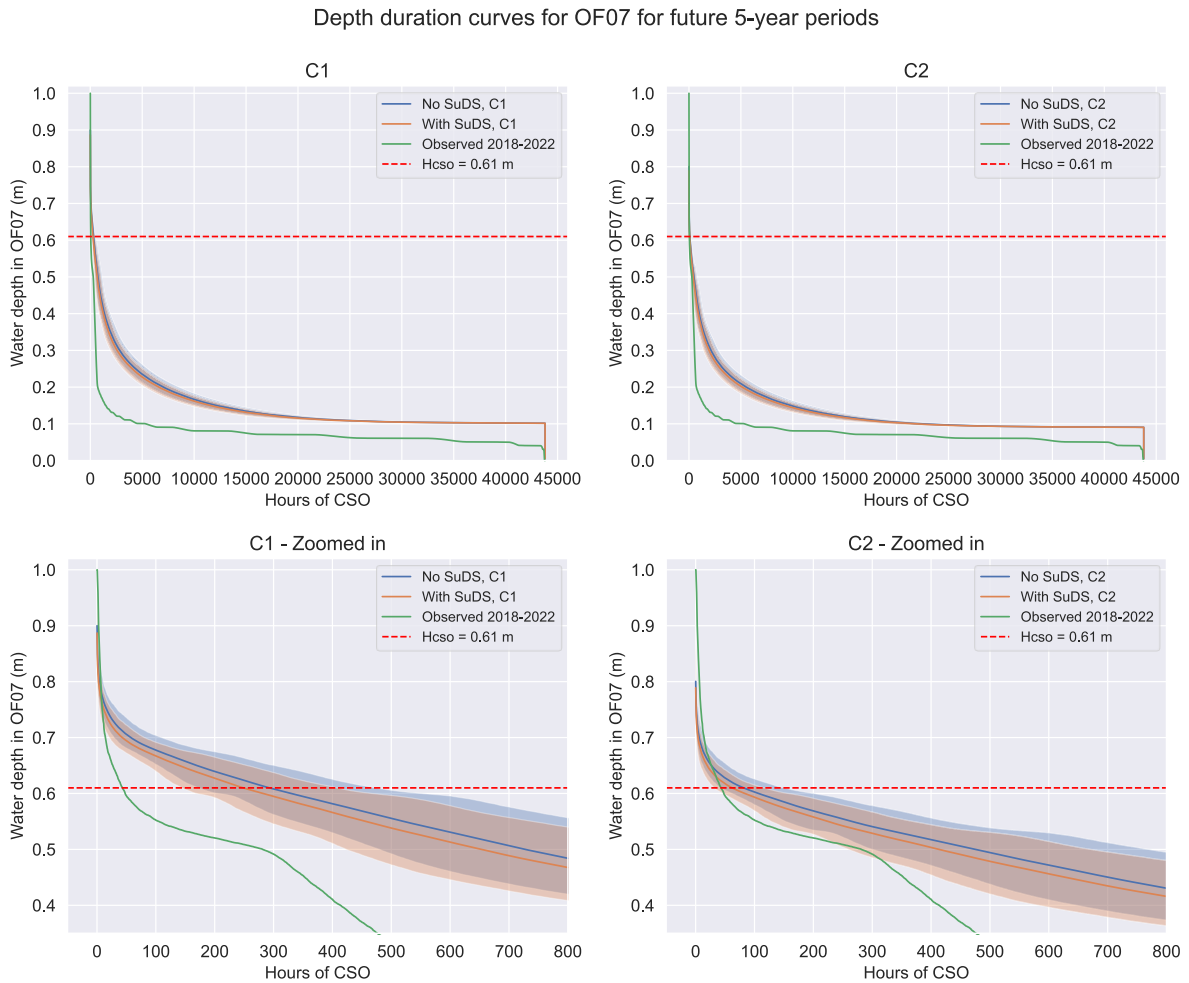 Depth duration curves for OF07 for future 5-year periods
C1
Water depth in OF07 (m)
1.0
0.9
0.8
0.7
0.6
0.5
0.4
0.3
0.2
0.1
0.0
No SuDS, C1
With SuDS, C1
Observed 2018-2022
Hcso = 0.61 m
0 5000 10000 15000 20000 25000 30000 35000 40000 45000
Hours of CSO
C2
Water depth in OF07 (m)
1.0
0.9
0.8
0.7
0.6
0.5
0.4
0.3
0.2
0.1
0.0
No SuDS, C2
With SuDS, C2
Observed 2018-2022
Hcso = 0.61 m
0 5000 10000 15000 20000 25000 30000 35000 40000 45000
Hours of CSO
C1 - Zoomed in
Water depth in OF07 (m)
1.0
0.9
0.8
0.7
0.6
0.5
0.4
No SuDS, C1
With SuDS, C1
Observed 2018-2022
Hcso = 0.61 m
0 100 200 300 400 500 600 700 800
Hours of CSO
C2 - Zoomed in
Water depth in OF07 (m)
1.0
0.9
0.8
0.7
0.6
0.5
0.4
No SuDS, C2
With SuDS, C2
Observed 2018-2022
Hcso = 0.61 m
0 100 200 300 400 500 600 700 800
Hours of CSO